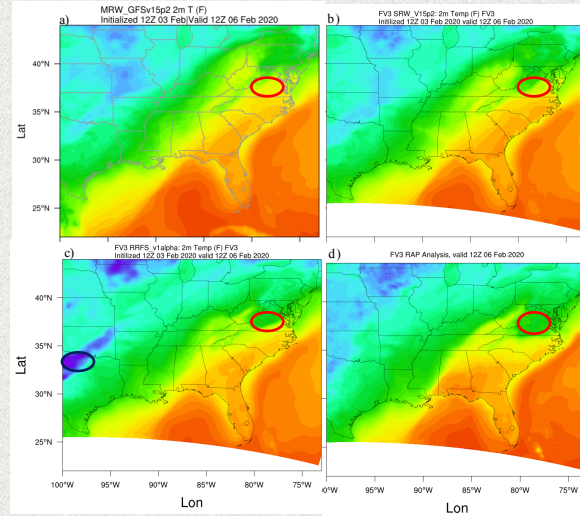 MRW_GFSv15p2 2m T (F)
a)
Initialized 12Z 03 Feb|Valid 12Z 06 Feb 2020
40°N
35°N
30°N
25°N
Lat
b)
FV3 SRW_V15p2: 2m Temp (F) FV3
Initilized 12Z 03 Feb 2020 valid 12Z 06 Feb 2020
c)
FV3 RRFS_v1alpha: 2m Temp (F) FV3
Initilized 12Z 03 Feb 2020 valid 12Z 06 Feb 2020
40°N
35°N
30°N
25°N
Lat
100°W 95°W 90°W 85°W 80°W 75°W
Lon
d)
FV3 RAP Analysis, valid 12Z 06 Feb 2020
0°W 95°W 90°W 85°W 80°W 75°W
Lon